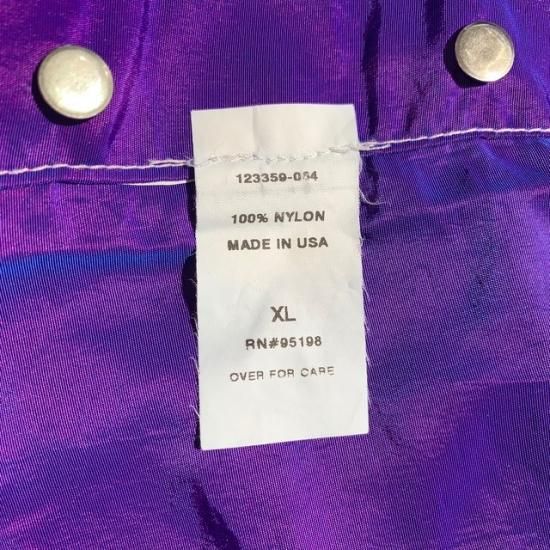 123359-054
100% NYLON
MADE IN USA
XL
RN#95198
OVER FOR CARE